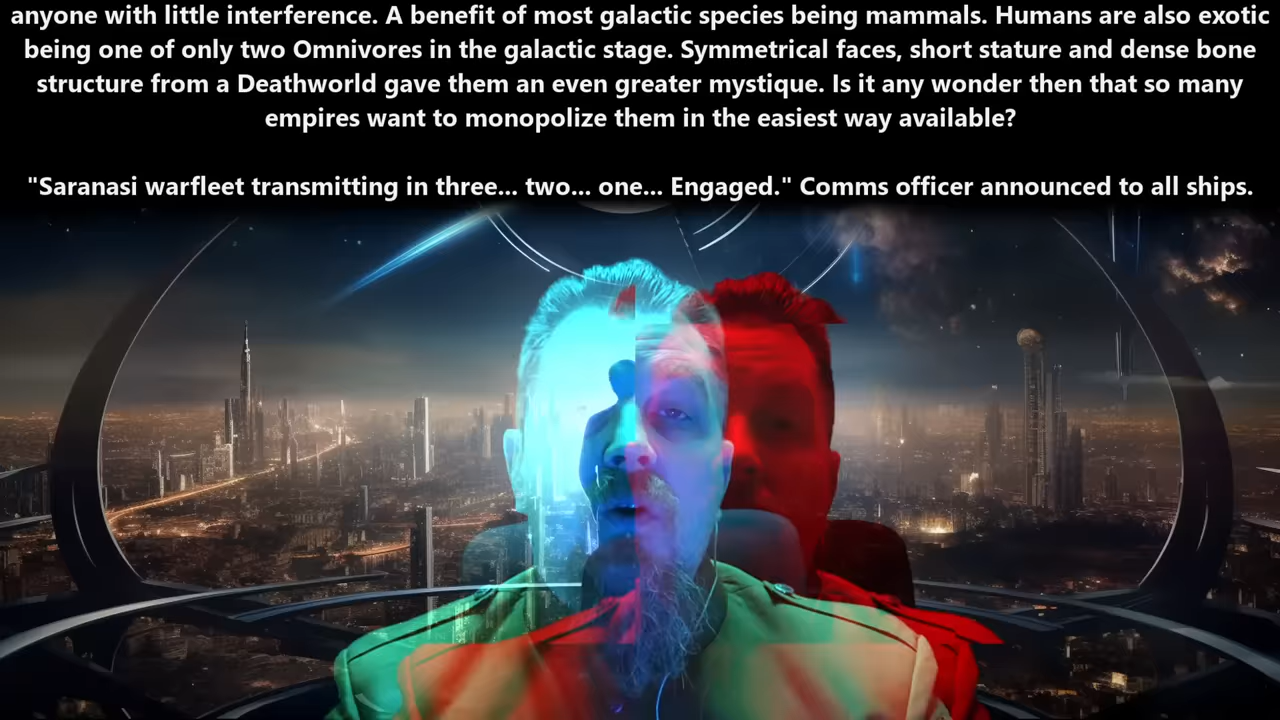 anyone with little interference. A benefit of most galactic species being mammals. Humans are also exotic
being one of only two Omnivores in the galactic stage. Symmetrical faces, short stature and dense bone
structure from a Deathworld gave them an even greater mystique. Is it any wonder then that so many
empires want to monopolize them in the easiest way available?
"Saranasi warfleet transmitting in three... two... one... Engaged." Comms officer announced to all ships.